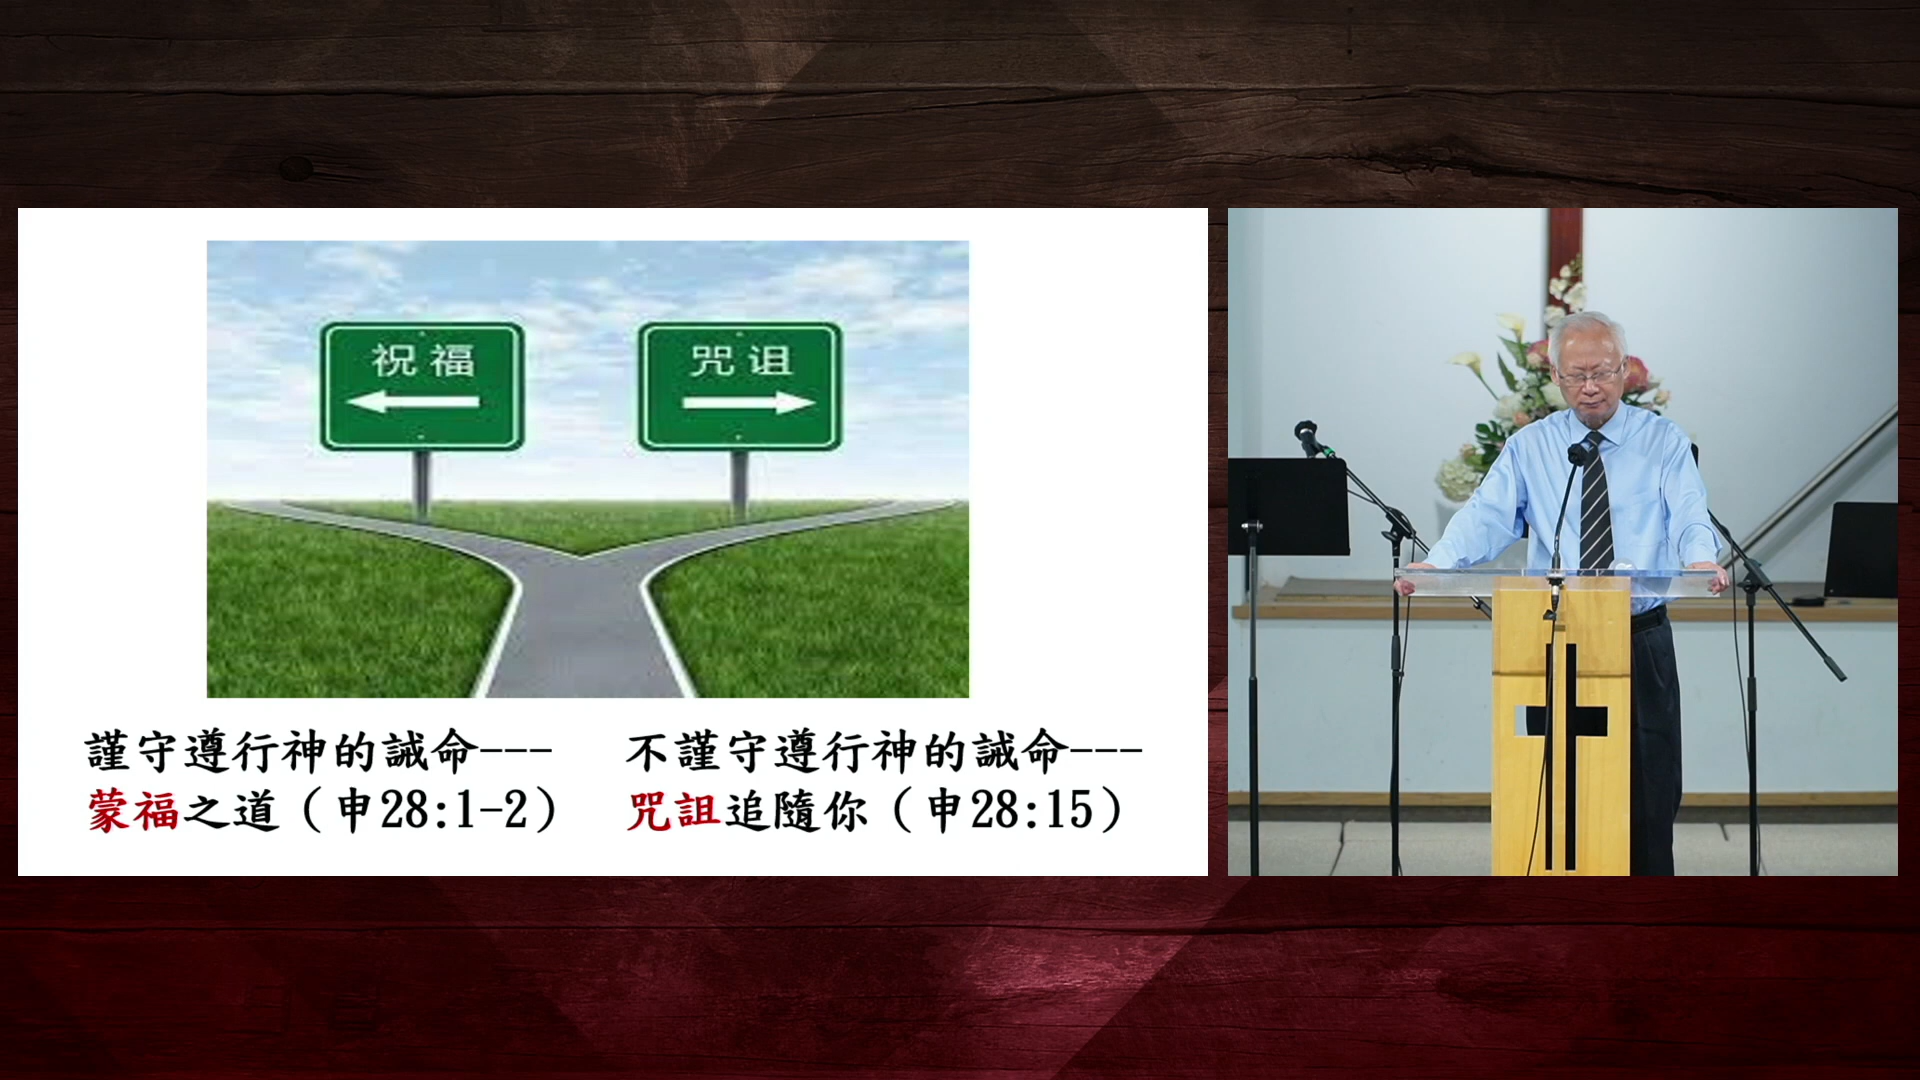 祝福
咒诅
謹守遵行神的誡命---
蒙福之道（申28:1-2）
不謹守遵行神的誡命---
咒詛追隨你（申28:15）